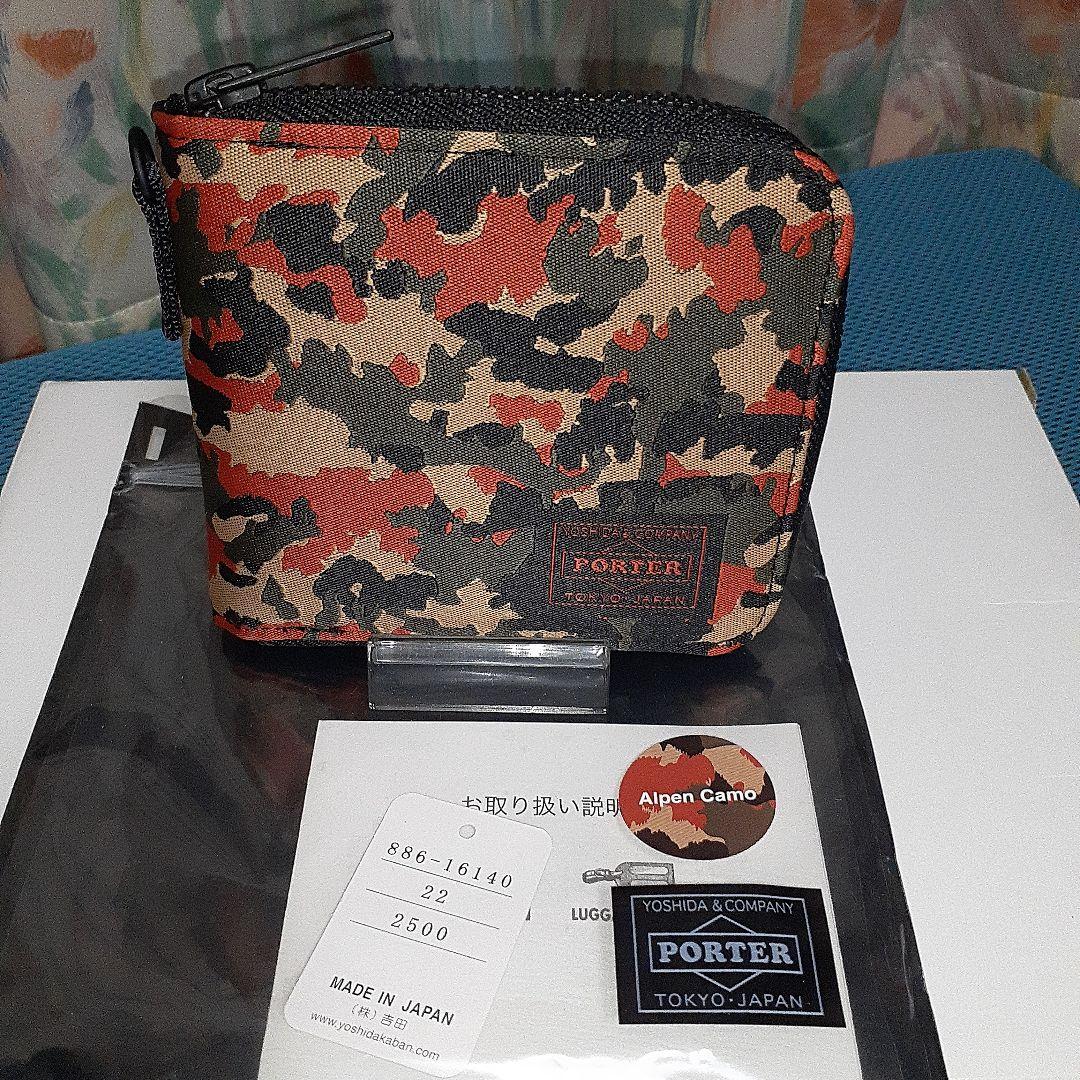 YOSHIDA & COMPANY
PORTER
TOKYO・JAPAN
お取り扱い説明
Alpen Camo
886-16140
22
2500
MADE IN JAPAN
(株)吉田
www.yoshidakaban.com
LUGG
YOSHIDA & COMPANY
PORTER
TOKYO・JAPAN